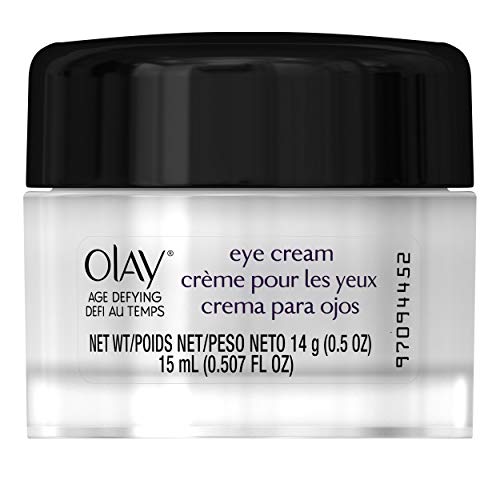 OLAY®
AGE DEFYING
DEFI AU TEMPS
eye cream
crème pour les yeux
crema para ojos
NET WT/POIDS NET/PESO NETO 14 g (0.5 OZ)
15 mL (0.507 FL OZ)
97094452